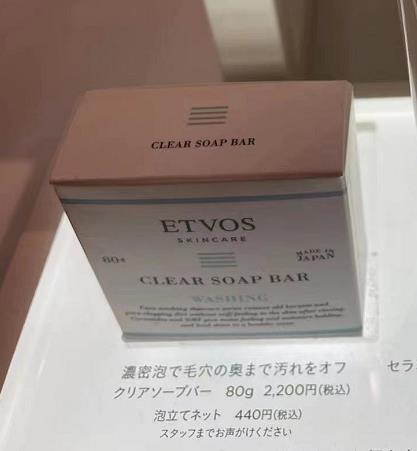 CLEAR SOAP BAR
ETVOS
SKINCARE
80g
MADE IN
JAPAN
CLEAR SOAP BAR
WASHING
濃密泡で毛穴の奥まで汚れをオフ
クリアソープバー 80g 2,200円(税込)
泡立てネット 440円(税込)
スタッフまでお声がけください
セラ